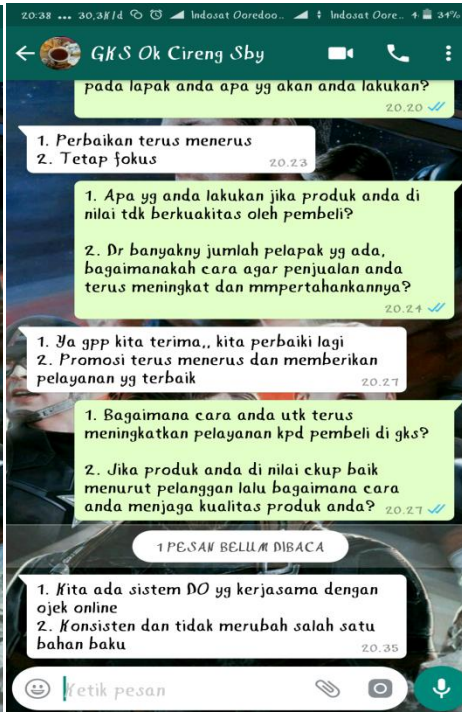 20:38 ... 30,3K/d Indosat Ooredoo.. Indosat Oore.. 34%
GKS Ok Cireng Sby
pada lapak anda apa yg akan anda lakukan?
20.20
1. Perbaikan terus menerus
2. Tetap fokus
20.23
1. Apa yg anda lakukan jika produk anda di
nilai tdk berkuakitas oleh pembeli?
2. Dr banyakny jumlah pelapak yg ada,
bagaimanakah cara agar penjualan anda
terus meningkat dan mmpertahankannya?
20.24
1. Ya gpp kita terima,, kita perbaiki lagi
2. Promosi terus menerus dan memberikan
pelayanan yg terbaik
20.27
1. Bagaimana cara anda utk terus
meningkatkan pelayanan kpd pembeli di gks?
2. Jika produk anda di nilai ckup baik
menurut pelanggan lalu bagaimana cara
anda menjaga kualitas produk anda?
20.27
1 PESAN BELUM DIBACA
1. Kita ada sistem DO yg kerjasama dengan
ojek online
2. Konsisten dan tidak merubah salah satu
bahan baku
20.35
Ketik pesan